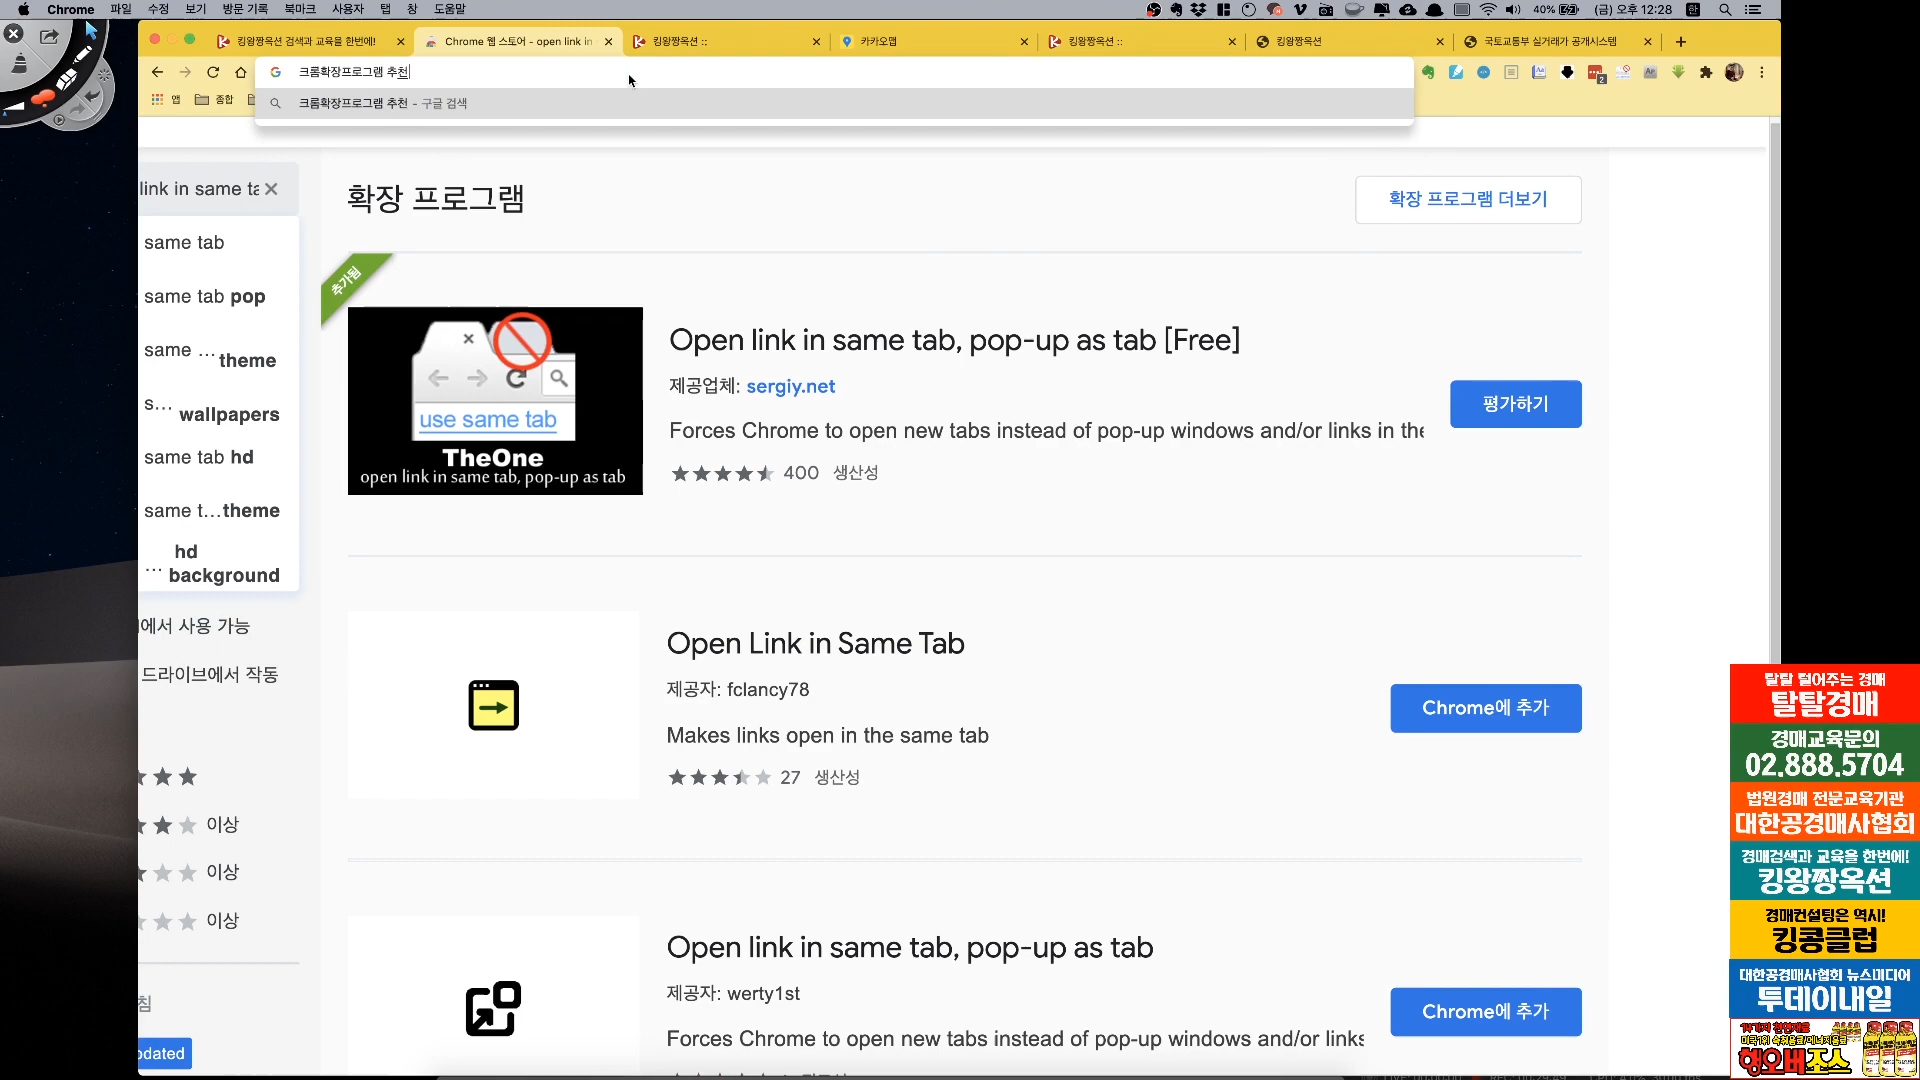 Chrome 파일 수정 보기 방문 기록 북마크 사용자 탭 창 도움말 40% (금) 오후 12:28 한
킹왕짱옥션 검색과 교육을 한번에! Chrome 웹 스토어 - open link in 킹왕짱옥션 :: 카카오맵 킹왕짱옥션 :: 킹왕짱옥션 국토교통부 실거래가 공개시스템
크롬확장프로그램 추천
앱 종합
크롬확장프로그램 추천 - 구글 검색
link in same ta
same tab
same tab pop
same ... theme
s... wallpapers
same tab hd
same t...theme
hd
... background
에서 사용 가능
드라이브에서 작동
이상
이상
이상
침
pdated
확장 프로그램
확장 프로그램 더보기
추가됨
use same tab
TheOne
open link in same tab, pop-up as tab
Open link in same tab, pop-up as tab [Free]
제공업체: sergiy.net
Forces Chrome to open new tabs instead of pop-up windows and/or links in the
400 생산성
평가하기
Open Link in Same Tab
제공자: fclancy78
Makes links open in the same tab
27 생산성
Chrome에 추가
Open link in same tab, pop-up as tab
제공자: werty1st
Forces Chrome to open new tabs instead of pop-up windows and/or links
Chrome에 추가
탈탈 털어주는 경매
탈탈경매
경매교육문의
02.888.5704
법원경매 전문교육기관
대한공경매사협회
경매검색과 교육을 한번에!
킹왕짱옥션
경매컨설팅은 역시!
킹콩클럽
대한공경매사협회 뉴스미디어
투데이내일
14가지 천연재료
행오버죠스